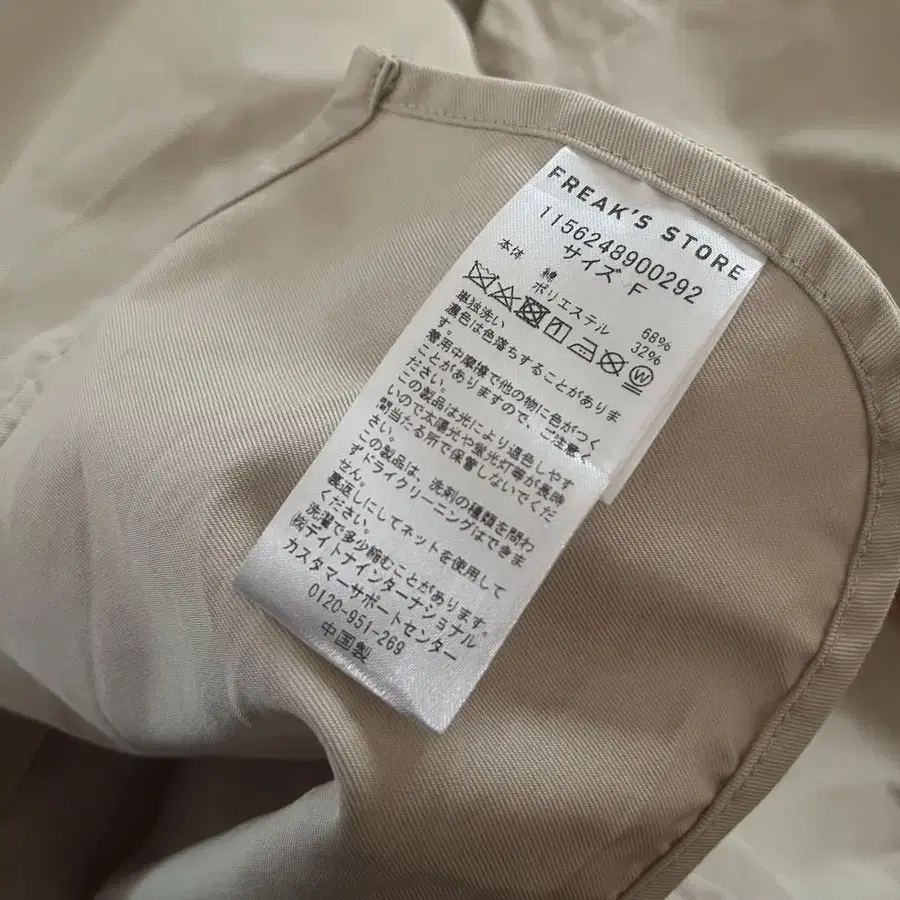 FREAK'S STORE
1156248900292
サイズ F
本体 綿 68%
ポリエステル 32%
単独洗い
濃色は色落ちすることがあります。
着用中摩擦で他の物に色がつく
ことがありますので、ご注意く
ださい。
この製品は光により退色しやす
いので太陽光や蛍光灯等が長時
間当たる所で保管しないでくだ
さい。
この製品は、洗剤の種類を問わ
ずドライクリーニングはできま
せん。
裏返しにしてネットを使用して
ください。
洗濯で多少縮むことがあります。
㈱デイトナインターナショナル
カスタマーサポートセンター
0120-951-269
中国製